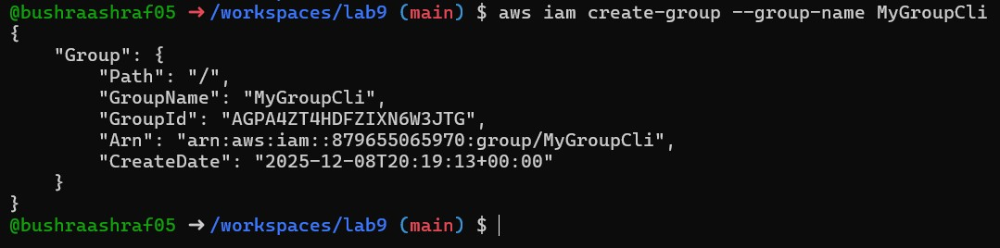 @bushraashraf05 ➜ /workspaces/lab9 (main) $ aws iam create-group --group-name MyGroupCli
{
    "Group": {
        "Path": "/",
        "GroupName": "MyGroupCli",
        "GroupId": "AGPA4ZT4HDFZIXN6W3JTG",
        "Arn": "arn:aws:iam::879655065970:group/MyGroupCli",
        "CreateDate": "2025-12-08T20:19:13+00:00"
    }
}
@bushraashraf05 ➜ /workspaces/lab9 (main) $